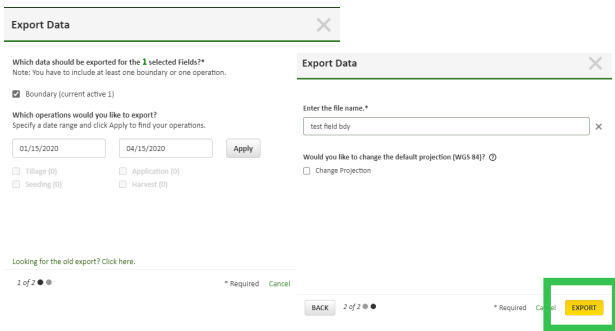 Export Data
Which data should be exported for the 1 selected Fields?*
Note: You have to include at least one boundary or one operation.
Boundary (current active 1)
Which operations would you like to export?
Specify a date range and click Apply to find your operations.
01/15/2020
04/15/2020
Apply
Tillage (0)
Application (0)
Seeding (0)
Harvest (0)
Looking for the old export? Click here.
1 of 2
* Required
Cancel
Export Data
Enter the file name.*
test field bdy
Would you like to change the default projection (WGS 84)?
Change Projection
BACK
2 of 2
* Required
EXPORT